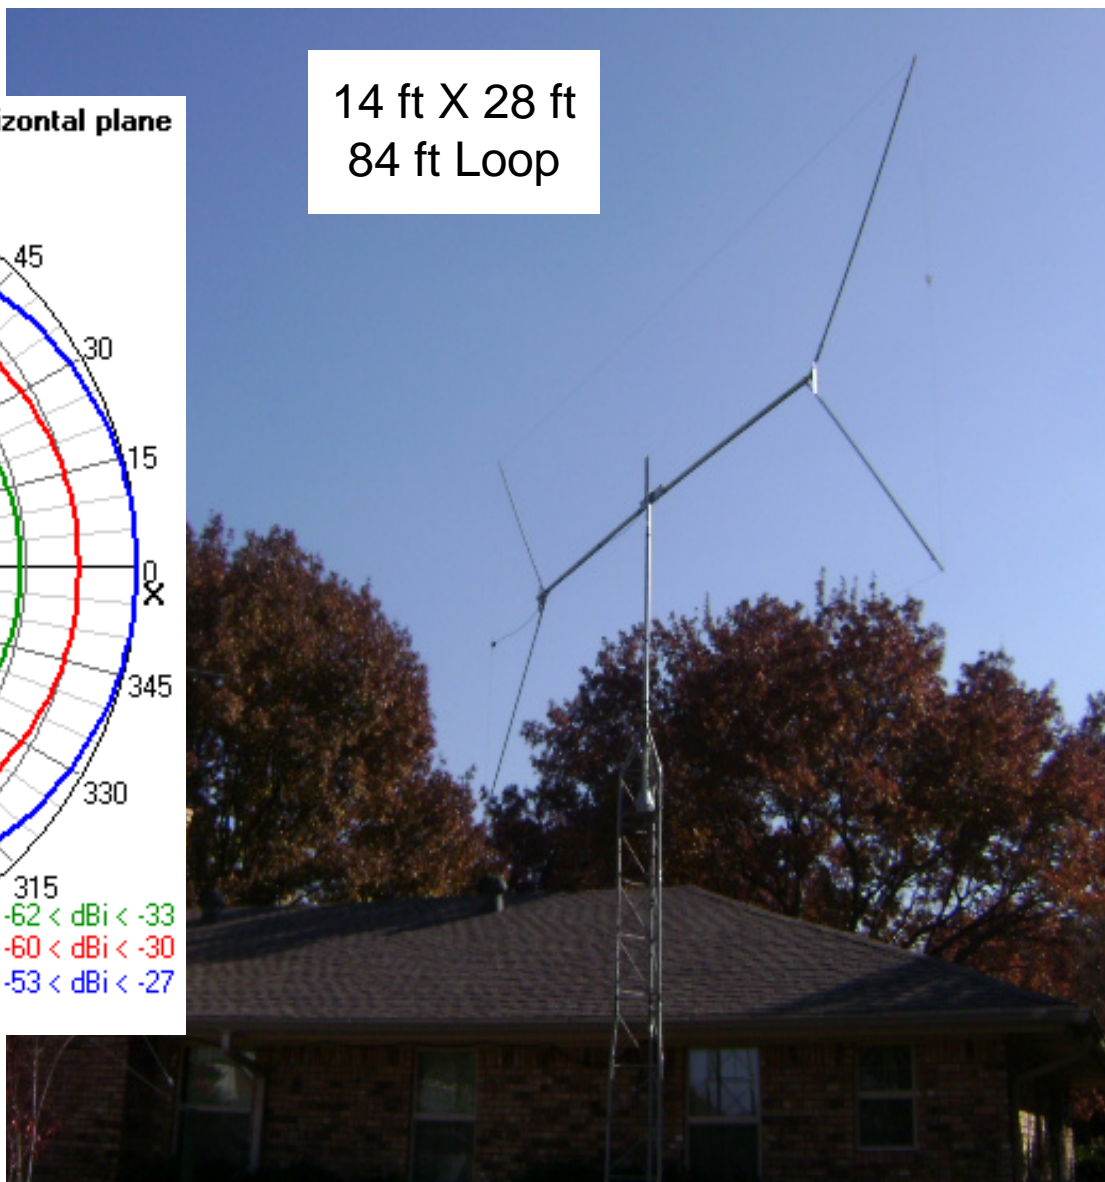 izontal plane
14 ft X 28 ft
84 ft Loop
45
30
15
0
X
345
330
315
-62 < dBi < -33
-60 < dBi < -30
-53 < dBi < -27